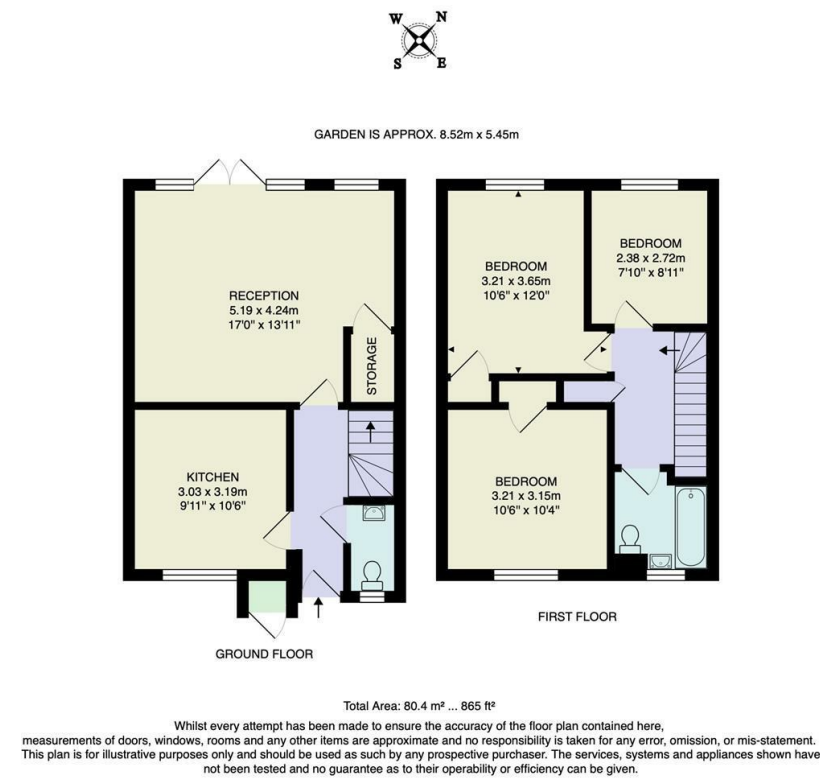 W N
S E
GARDEN IS APPROX. 8.52m x 5.45m
RECEPTION
5.19 x 4.24m
17'0" x 13'11"
STORAGE
KITCHEN
3.03 x 3.19m
9'11" x 10'6"
GROUND FLOOR
BEDROOM
3.21 x 3.65m
10'6" x 12'0"
BEDROOM
2.38 x 2.72m
7'10" x 8'11"
BEDROOM
3.21 x 3.15m
10'6" x 10'4"
FIRST FLOOR
Total Area: 80.4 m² ... 865 ft²
Whilst every attempt has been made to ensure the accuracy of the floor plan contained here,
measurements of doors, windows, rooms and any other items are approximate and no responsibility is taken for any error, omission, or mis-statement.
This plan is for illustrative purposes only and should be used as such by any prospective purchaser. The services, systems and appliances shown have
not been tested and no guarantee as to their operability or efficiency can be given.